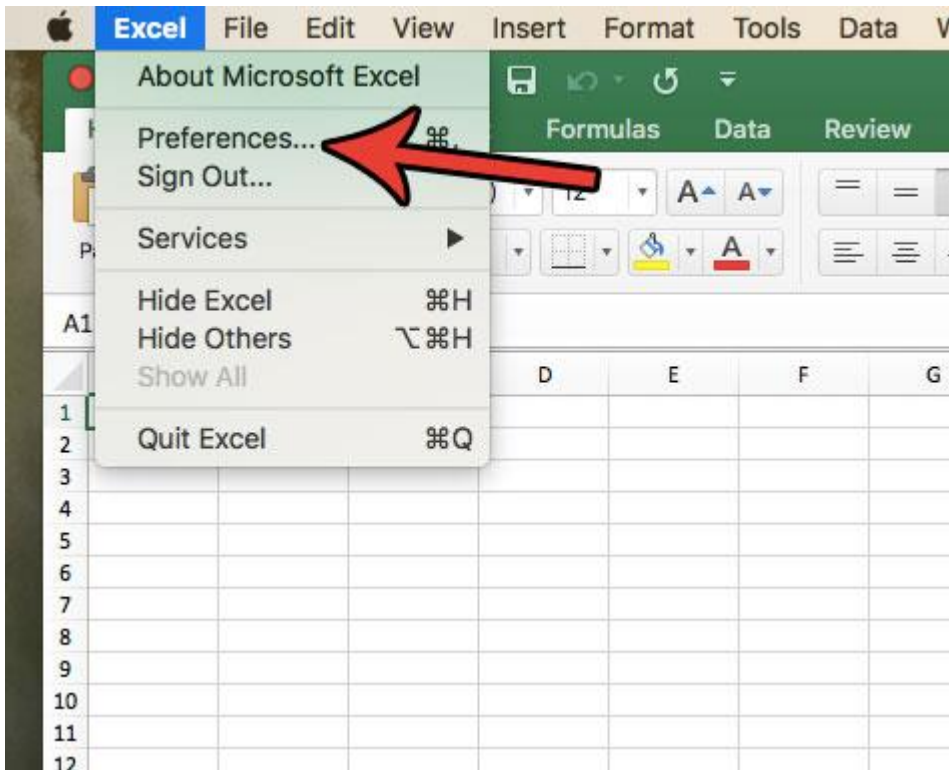 Excel File Edit View Insert Format Tools Data
About Microsoft Excel
Formulas Data Review
Preferences... ⌘,
Sign Out...
12 A A
Services
A
Hide Excel ⌘H
A1
Hide Others ⌥⌘H
Show All
D E F G
1
Quit Excel ⌘Q
2
3
4
5
6
7
8
9
10
11
12